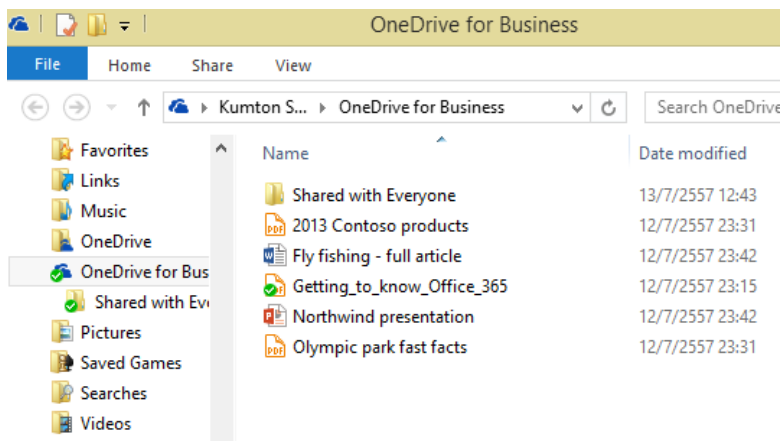 OneDrive for Business
File Home Share View
Kumton S... OneDrive for Business Search OneDrive
Favorites
Links
Music
OneDrive
OneDrive for Bus
Shared with Eve
Pictures
Saved Games
Searches
Videos
Name Date modified
Shared with Everyone 13/7/2557 12:43
2013 Contoso products 12/7/2557 23:31
Fly fishing - full article 12/7/2557 23:42
Getting_to_know_Office_365 12/7/2557 23:15
Northwind presentation 12/7/2557 23:42
Olympic park fast facts 12/7/2557 23:31